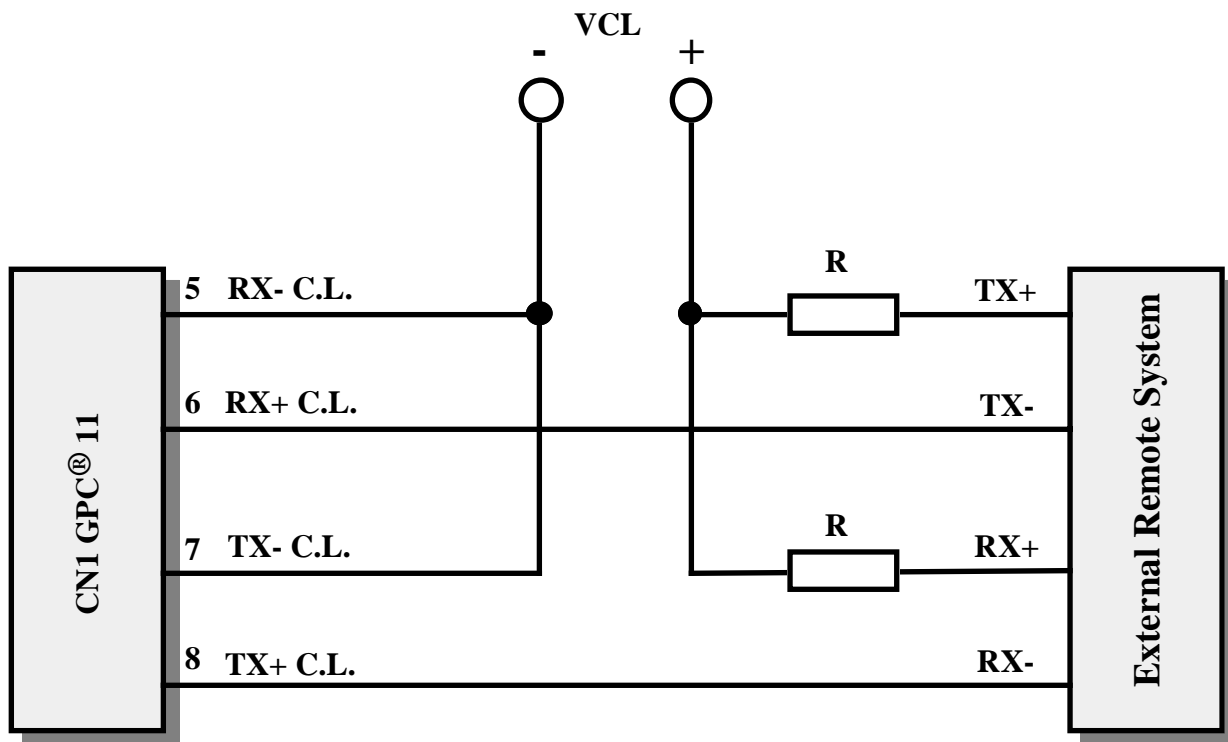 VCL
- +
R
5 RX- C.L.
TX+
6 RX+ C.L.
TX-
R
7 TX- C.L.
RX+
8 TX+ C.L.
RX-
CN1 GPC® 11
External Remote System